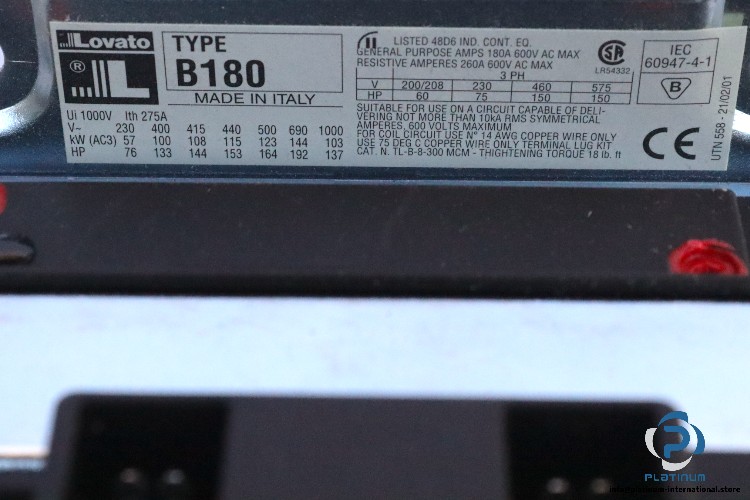 Lovato
® L
TYPE
B180
MADE IN ITALY
Ui 1000V Ith 275A
V~ 230 400 415 440 500 690 1000
kW (AC3) 57 100 108 115 123 144 103
HP 76 133 144 153 164 192 137
LISTED 48D6 IND. CONT. EQ.
GENERAL PURPOSE AMPS 180A 600V AC MAX
RESISTIVE AMPERES 260A 600V AC MAX
3 PH
V 200/208 230 460 575
HP 60 75 150 150
SUITABLE FOR USE ON A CIRCUIT CAPABLE OF DELI-
VERING NOT MORE THAN 10kA RMS SYMMETRICAL
AMPERES, 600 VOLTS MAXIMUM
FOR COIL CIRCUIT USE N° 14 AWG COPPER WIRE ONLY
USE 75 DEG C COPPER WIRE ONLY TERMINAL LUG KIT
CAT. N. TL-B-8-300 MCM - THIGHTENING TORQUE 18 lb. ft
SA
LR54332
IEC
60947-4-1
B
CE
UTN 558 - 21/02/01
PLATINUM